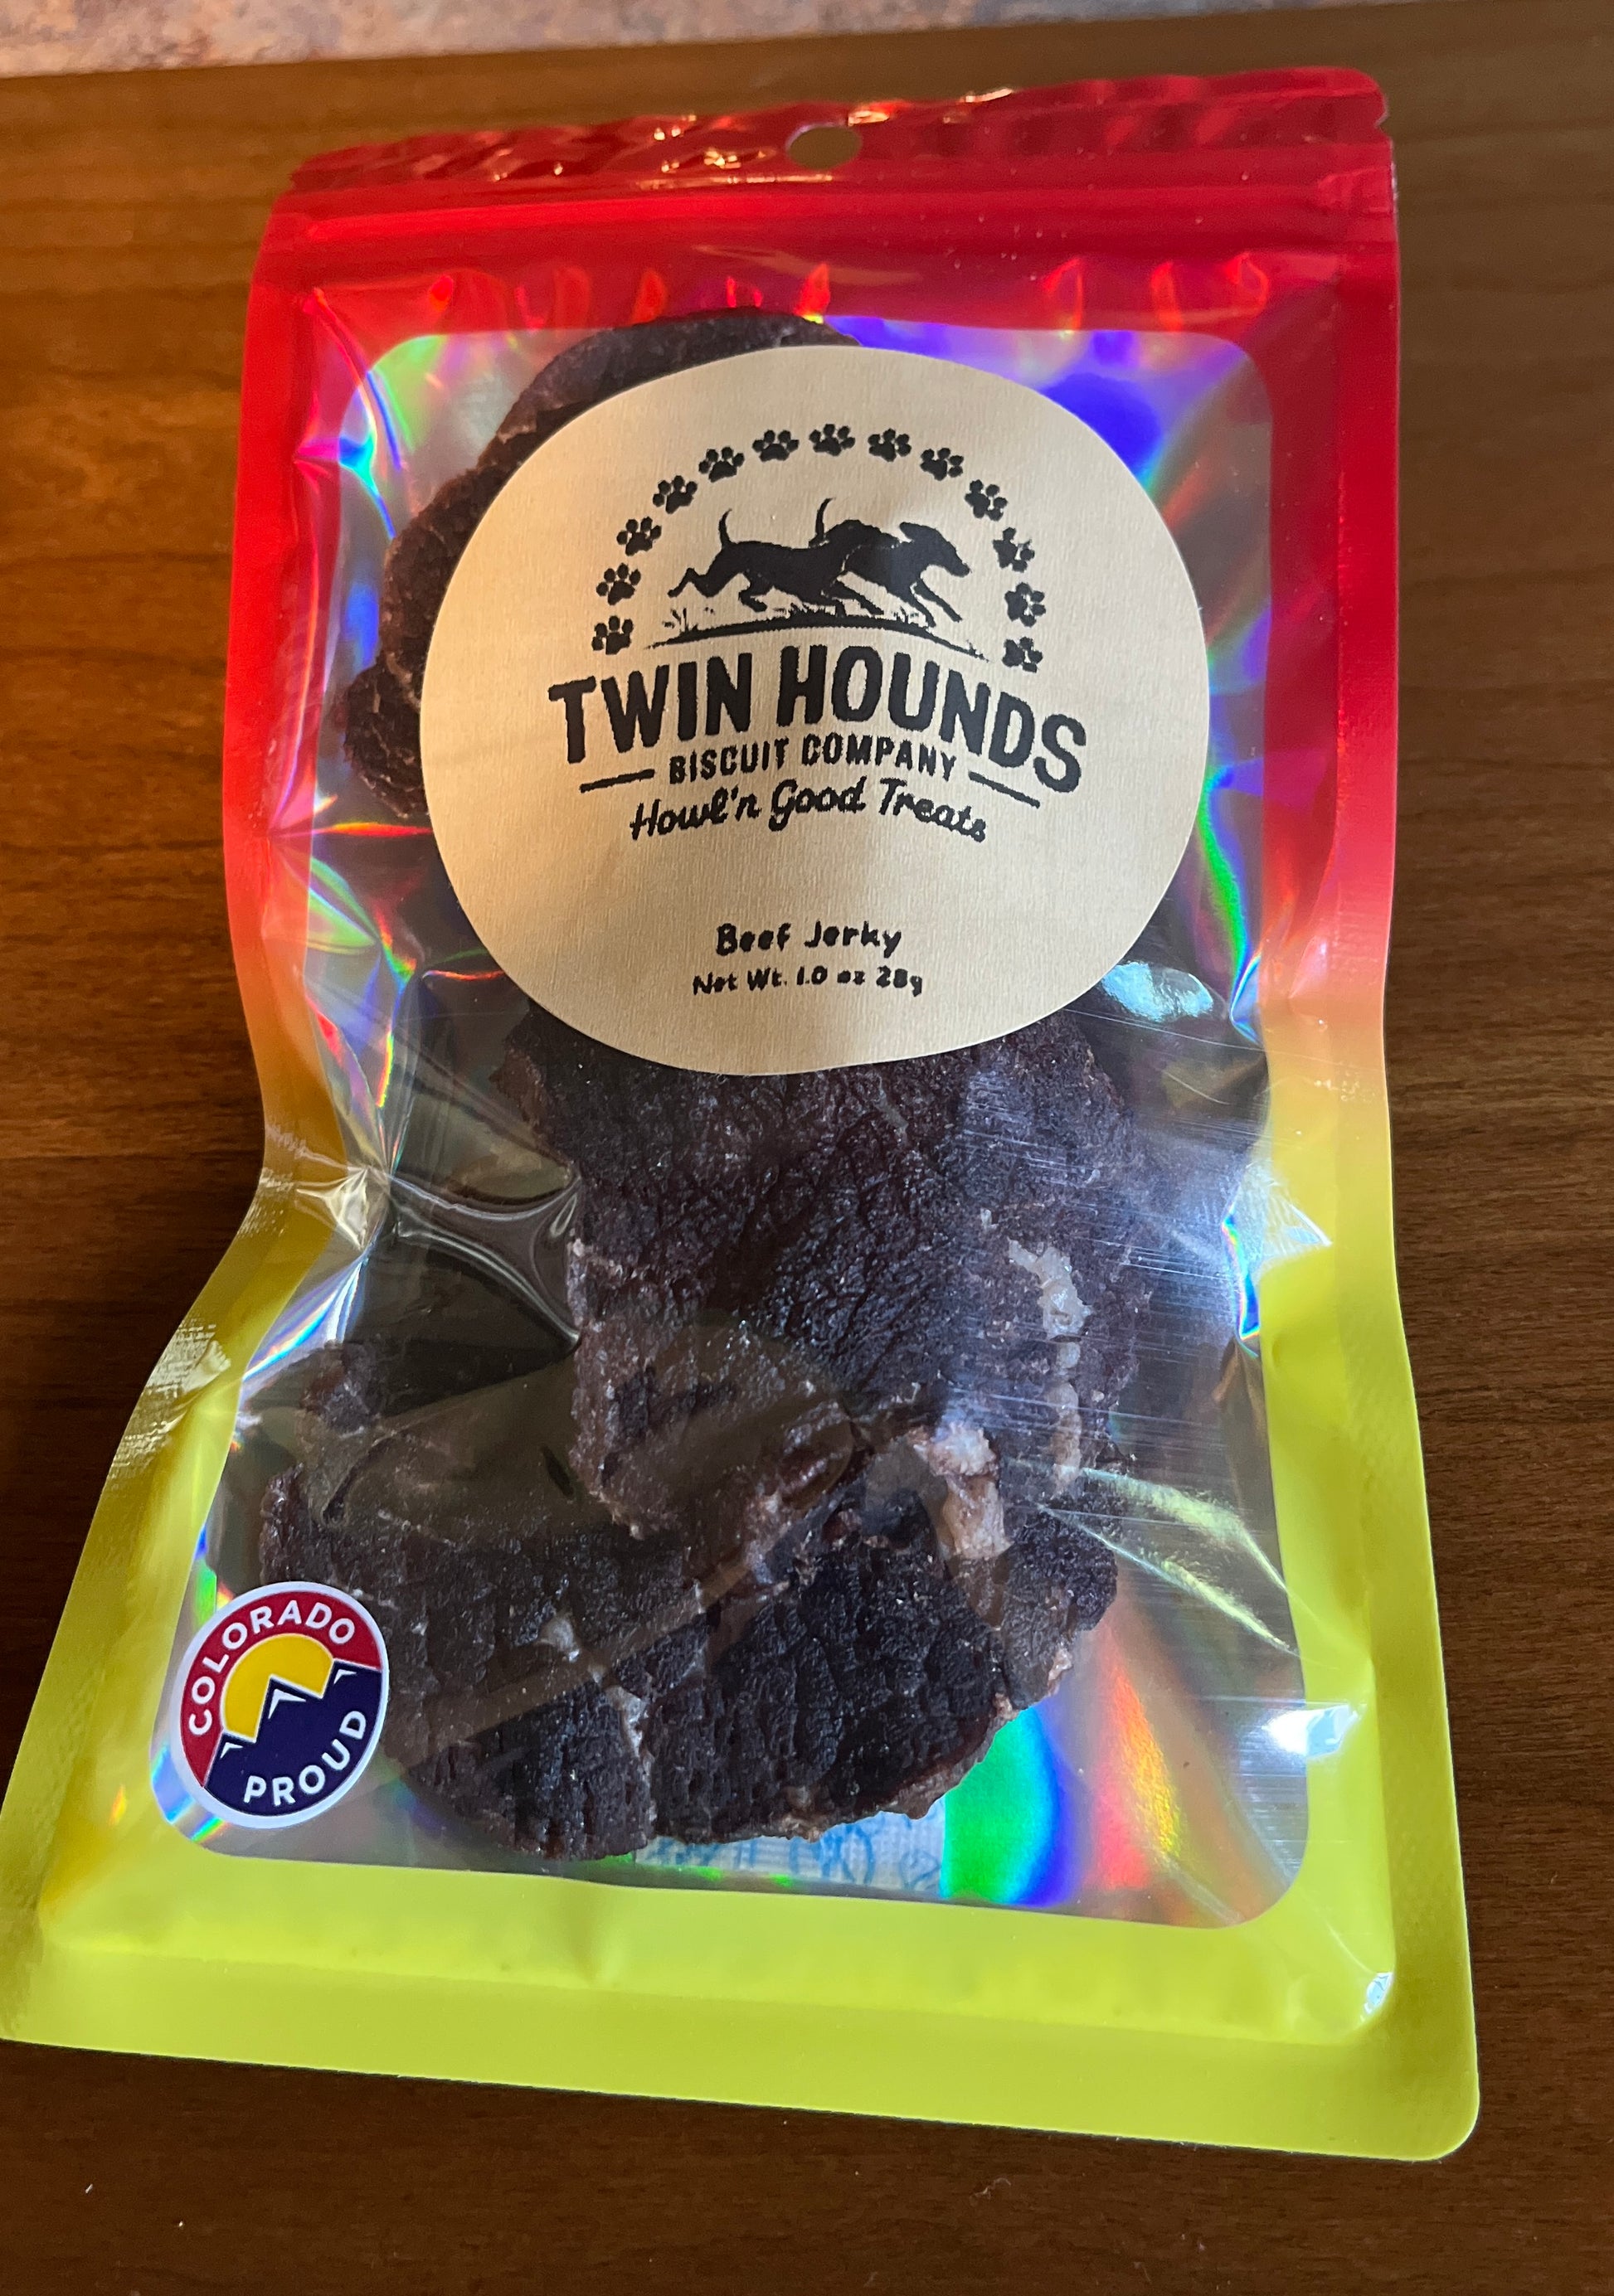 TWIN HOUNDS
BISCUIT COMPANY
Howl'n Good Treats
Beef Jerky
Net Wt. 1.0 oz 28g
COLORADO
PROUD